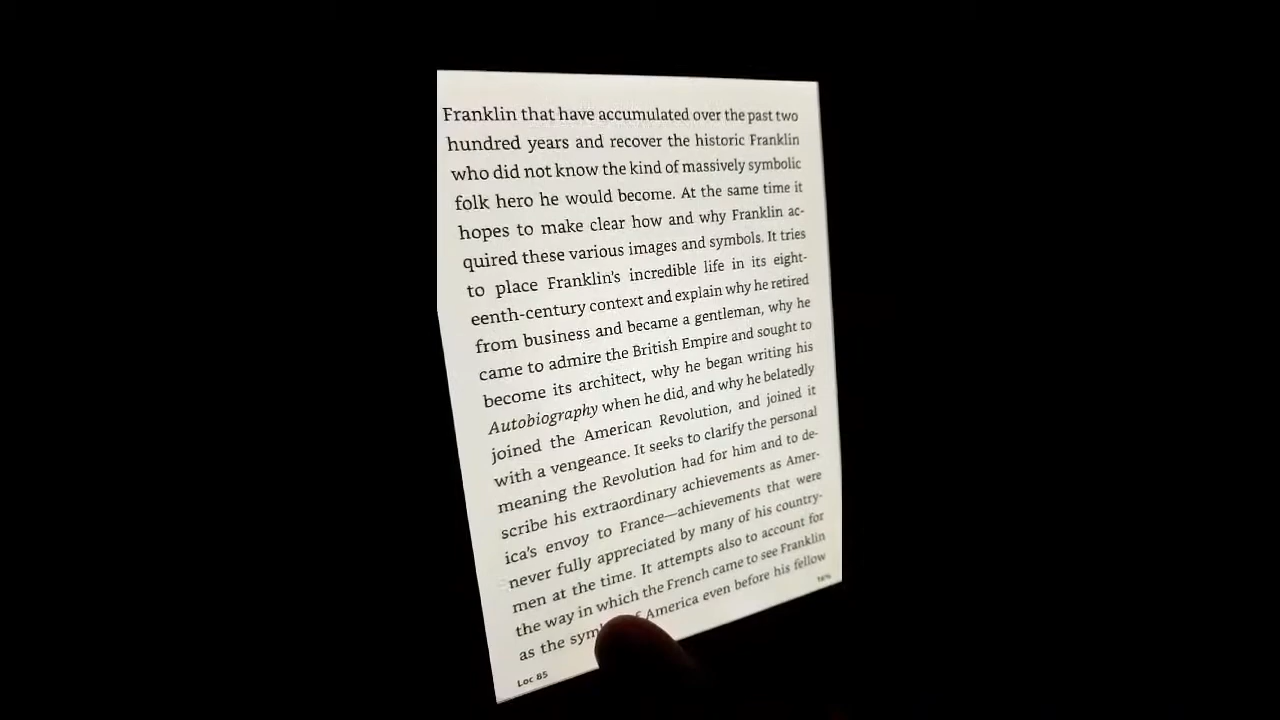 Franklin that have accumulated over the past two
hundred years and recover the historic Franklin
who did not know the kind of massively symbolic
folk hero he would become. At the same time it
hopes to make clear how and why Franklin ac-
quired these various images and symbols. It tries
to place Franklin's incredible life in its eight-
eenth-century context and explain why he retired
from business and became a gentleman, why he
came to admire the British Empire and sought to
become its architect, why he began writing his
Autobiography when he did, and why he belatedly
joined the American Revolution, and joined it
with a vengeance. It seeks to clarify the personal
meaning the Revolution had for him and to de-
scribe his extraordinary achievements as Amer-
ica's envoy to France—achievements that were
never fully appreciated by many of his country-
men at the time. It attempts also to account for
the way in which the French came to see Franklin
as the America even before his fellow
Loc 85